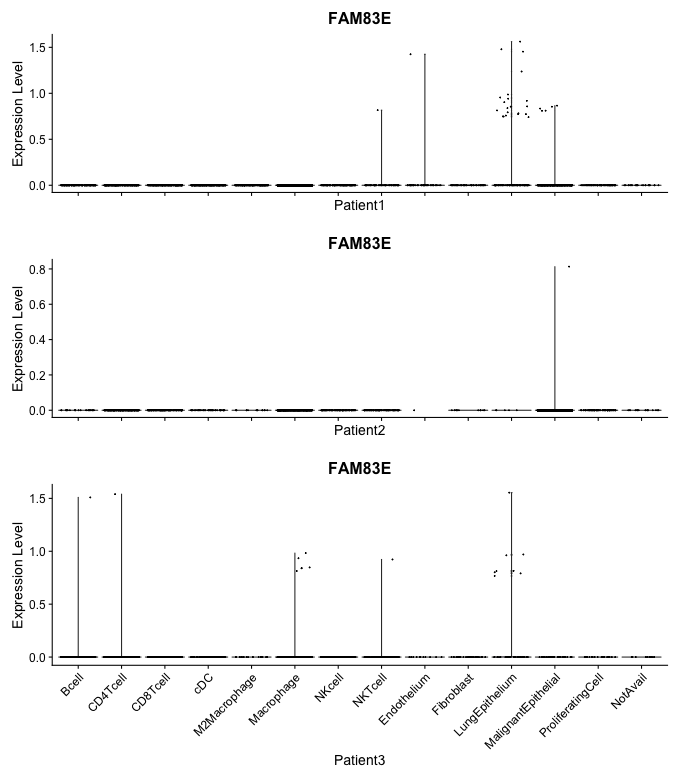 FAM83E
Expression Level
1.5
1.0
0.5
0.0
Patient1
FAM83E
Expression Level
0.8
0.6
0.4
0.2
0.0
Patient2
FAM83E
Expression Level
1.5
1.0
0.5
0.0
Bcell
CD4Tcell
CD8Tcell
cDC
M2Macrophage
Macrophage
NKcell
NKTcell
Endothelium
Fibroblast
LungEpithelium
MalignantEpithelial
ProliferatingCell
NotAvail
Patient3